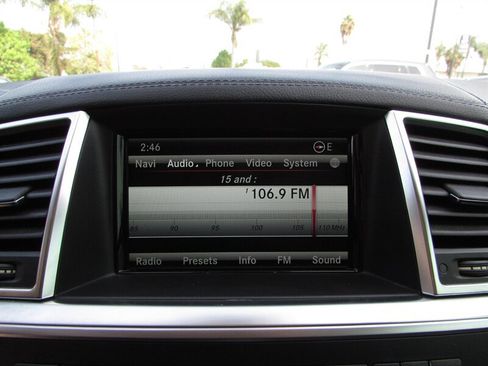 2:46 E
Navi Audio Phone Video System
15 and :
106.9 FM
85 90 95 100 105 110 MHz
Radio Presets Info FM Sound